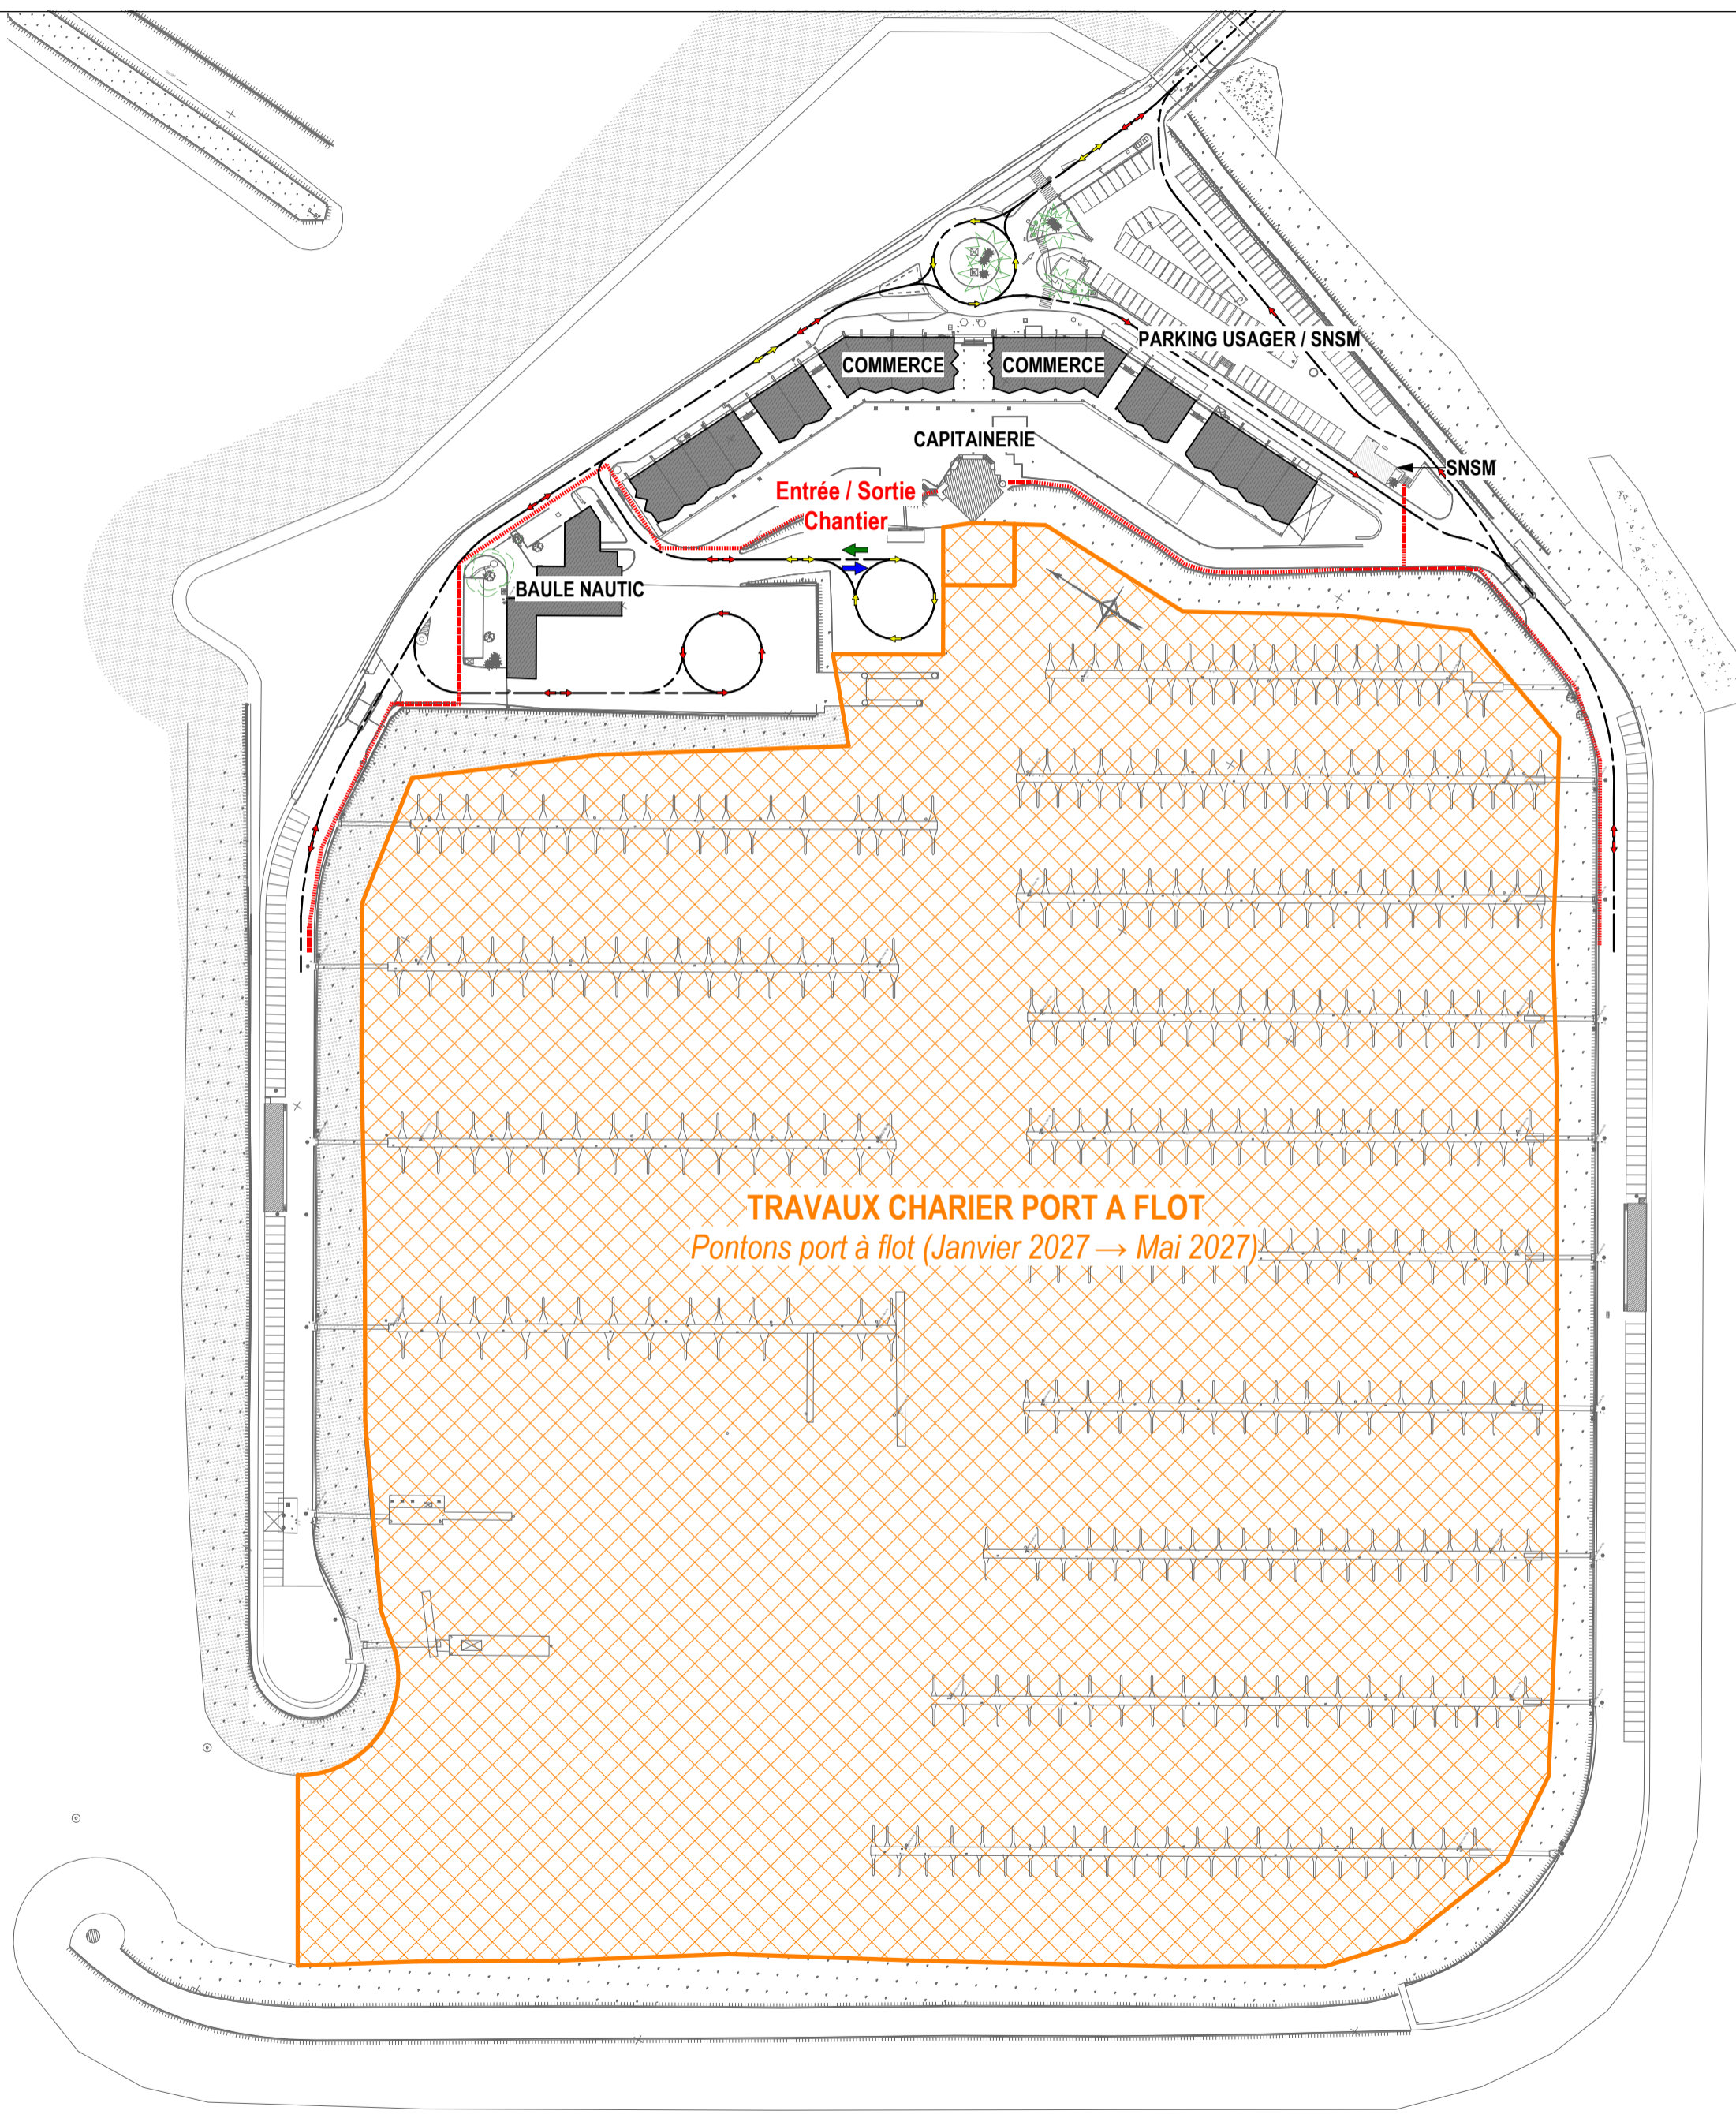 PARKING USAGER / SNSM
COMMERCE
COMMERCE
CAPITAINERIE
SNSM
Entrée / Sortie
Chantier
BAULE NAUTIC
TRAVAUX CHARIER PORT A FLOT
Pontons port à flot (Janvier 2027 → Mai 2027)